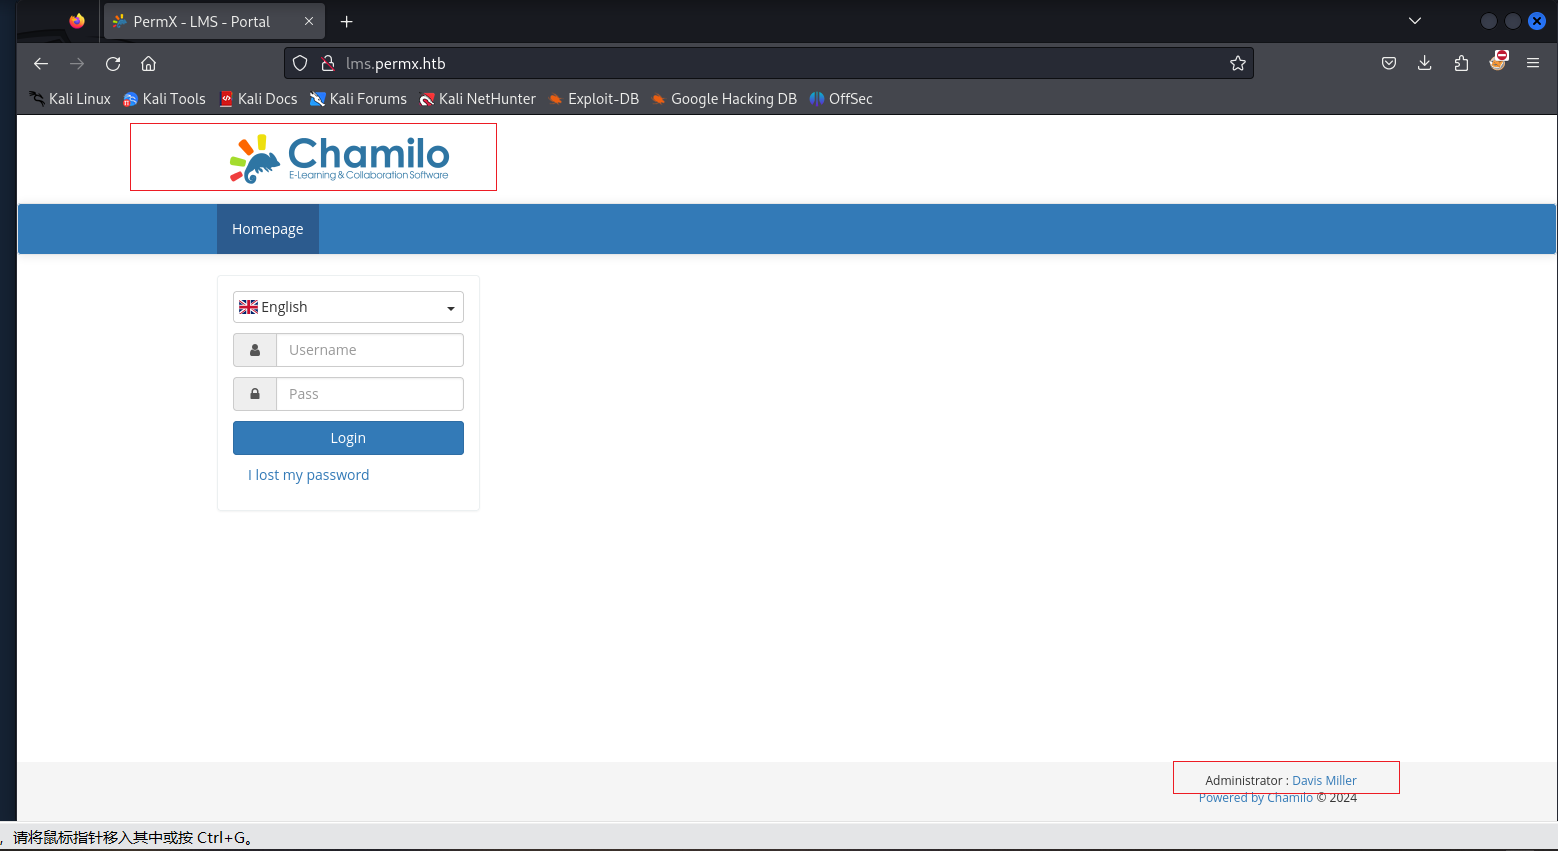 PermX - LMS - Portal
lms.permx.htb
Kali Linux Kali Tools Kali Docs Kali Forums Kali NetHunter Exploit-DB Google Hacking DB OffSec
Chamilo
E-Learning & Collaboration Software
Homepage
English
Username
Pass
Login
I lost my password
Administrator : Davis Miller
Powered by Chamilo © 2024
，请将鼠标指针移入其中或按 Ctrl+G。